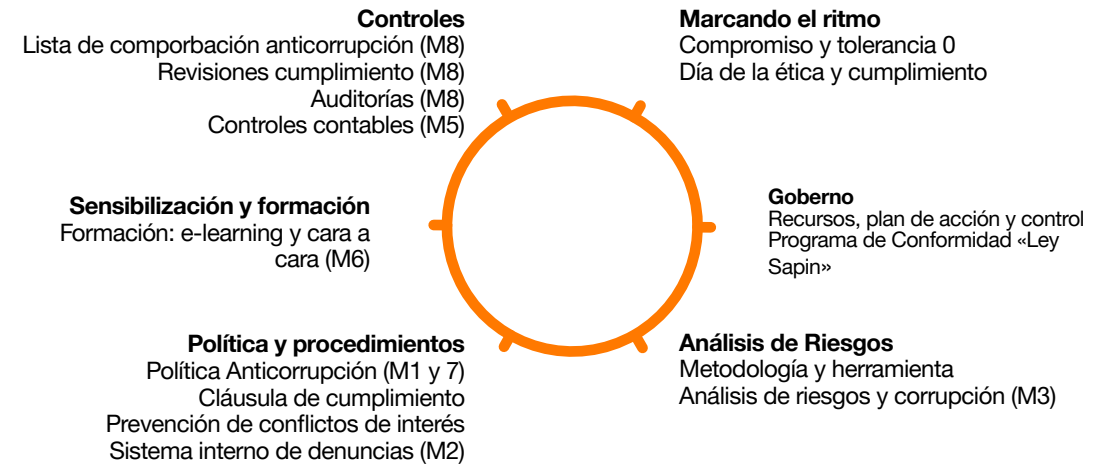 Controles
Lista de comporbación anticorrupción (M8)
Revisiones cumplimiento (M8)
Auditorías (M8)
Controles contables (M5)
Marcando el ritmo
Compromiso y tolerancia 0
Día de la ética y cumplimiento
Sensibilización y formación
Formación: e-learning y cara a
cara (M6)
Goberno
Recursos, plan de acción y control
Programa de Conformidad «Ley
Sapin»
Política y procedimientos
Política Anticorrupción (M1 y 7)
Cláusula de cumplimiento
Prevención de conflictos de interés
Sistema interno de denuncias (M2)
Análisis de Riesgos
Metodología y herramienta
Análisis de riesgos y corrupción (M3)